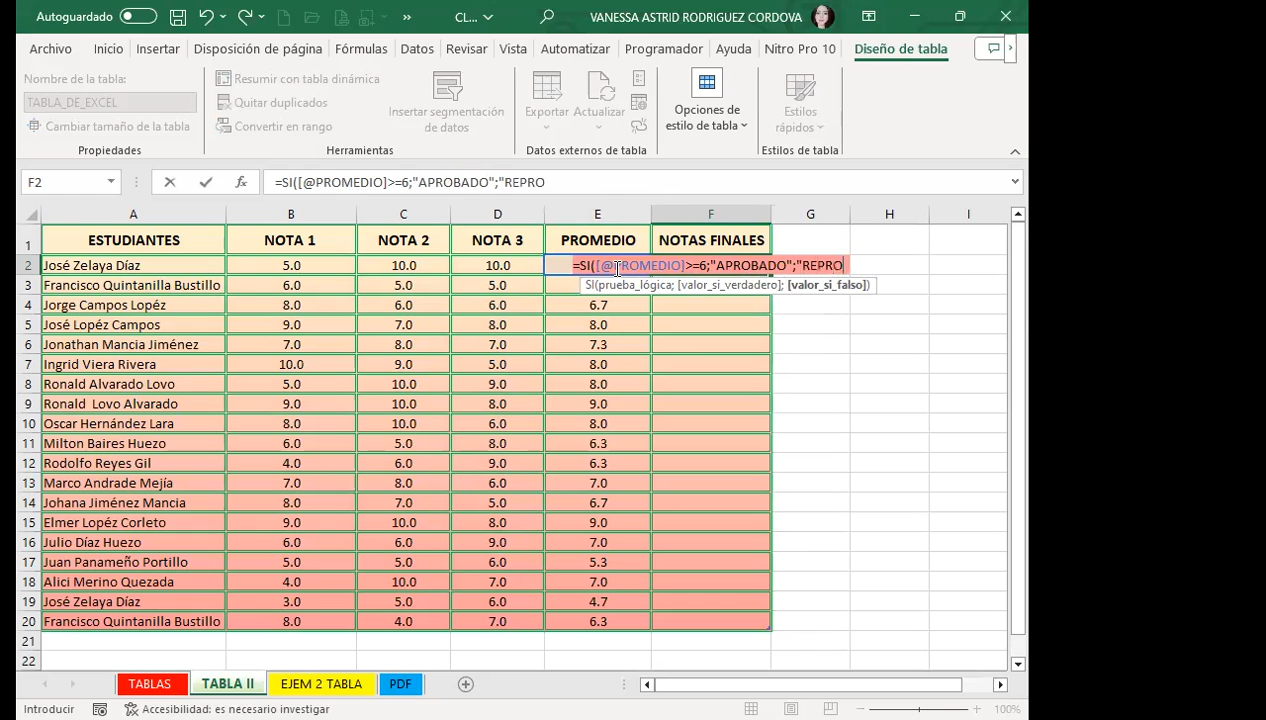 Autoguardado
CL...
VANESSA ASTRID RODRIGUEZ CORDOVA
Archivo Inicio Insertar Disposición de página Fórmulas Datos Revisar Vista Automatizar Programador Ayuda Nitro Pro 10 Diseño de tabla
Nombre de la tabla:
TABLA_DE_EXCEL
Cambiar tamaño de la tabla
Propiedades
Resumir con tabla dinámica
Quitar duplicados
Convertir en rango
Insertar segmentación
de datos
Herramientas
Exportar Actualizar
Datos externos de tabla
Opciones de
estilo de tabla
Estilos
rápidos
Estilos de tabla
F2 fx =SI([@PROMEDIO]>=6;"APROBADO";"REPRO
A B C D E F G H I
1 ESTUDIANTES NOTA 1 NOTA 2 NOTA 3 PROMEDIO NOTAS FINALES
2 José Zelaya Díaz 5.0 10.0 10.0 =SI([@PROMEDIO]>=6;"APROBADO";"REPRO
3 Francisco Quintanilla Bustillo 6.0 5.0 5.0 SI(prueba_lógica; [valor_si_verdadero]; [valor_si_falso])
4 Jorge Campos Lopéz 8.0 6.0 6.0 6.7
5 José Lopéz Campos 9.0 7.0 8.0 8.0
6 Jonathan Mancia Jiménez 7.0 8.0 7.0 7.3
7 Ingrid Viera Rivera 10.0 9.0 5.0 8.0
8 Ronald Alvarado Lovo 5.0 10.0 9.0 8.0
9 Ronald Lovo Alvarado 9.0 10.0 8.0 9.0
10 Oscar Hernández Lara 8.0 10.0 6.0 8.0
11 Milton Baires Huezo 6.0 5.0 8.0 6.3
12 Rodolfo Reyes Gil 4.0 6.0 9.0 6.3
13 Marco Andrade Mejía 7.0 8.0 6.0 7.0
14 Johana Jiménez Mancia 8.0 7.0 5.0 6.7
15 Elmer Lopéz Corleto 9.0 10.0 8.0 9.0
16 Julio Díaz Huezo 6.0 6.0 9.0 7.0
17 Juan Panameño Portillo 5.0 5.0 6.0 5.3
18 Alici Merino Quezada 4.0 10.0 7.0 7.0
19 José Zelaya Díaz 3.0 5.0 6.0 4.7
20 Francisco Quintanilla Bustillo 8.0 4.0 7.0 6.3
21
22
TABLAS TABLA II EJEM 2 TABLA PDF
Introducir Accesibilidad: es necesario investigar 100%